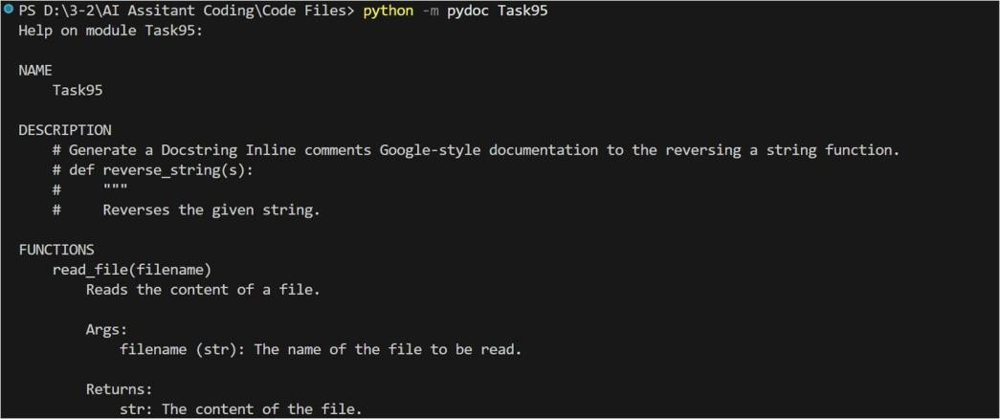 PS D:\3-2\AI Assitant Coding\Code Files> python -m pydoc Task95
Help on module Task95:
NAME
Task95
DESCRIPTION
# Generate a Docstring Inline comments Google-style documentation to the reversing a string function.
# def reverse_string(s):
#     """
#     Reverses the given string.
FUNCTIONS
read_file(filename)
Reads the content of a file.
Args:
filename (str): The name of the file to be read.
Returns:
str: The content of the file.